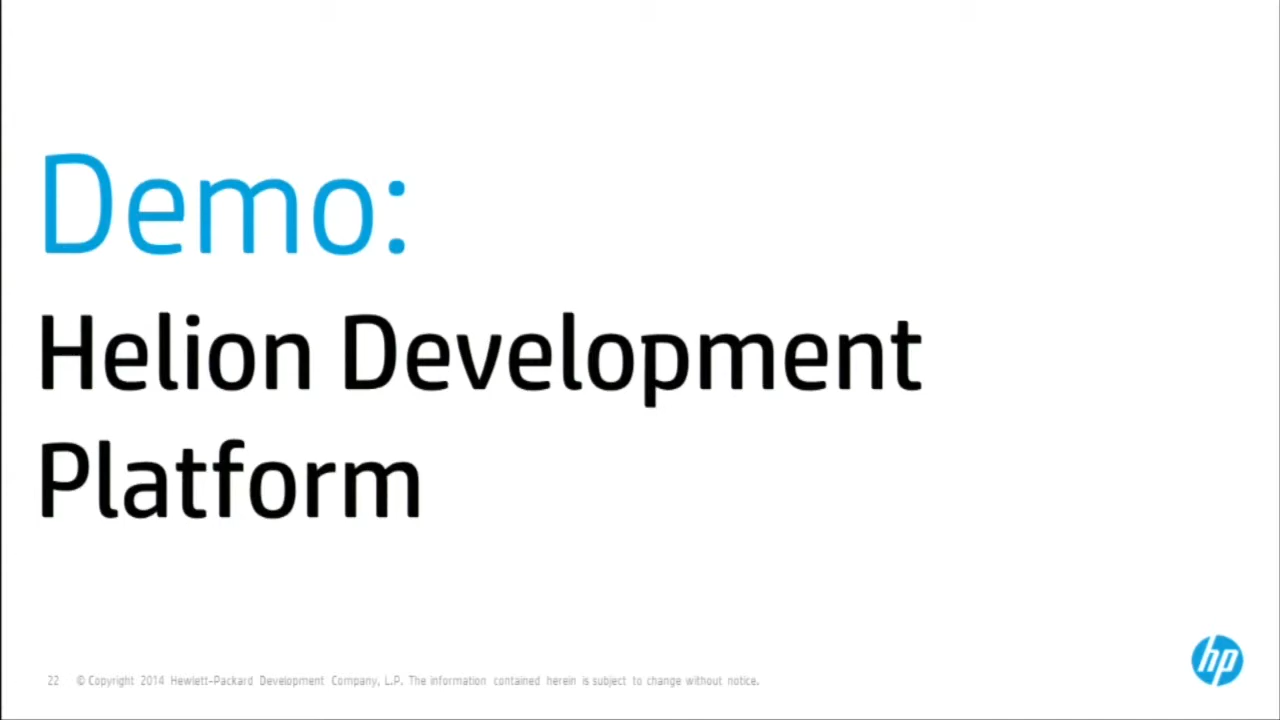 Demo:
Helion Development
Platform
22 © Copyright 2014 Hewlett-Packard Development Company, L.P. The information contained herein is subject to change without notice.
hp